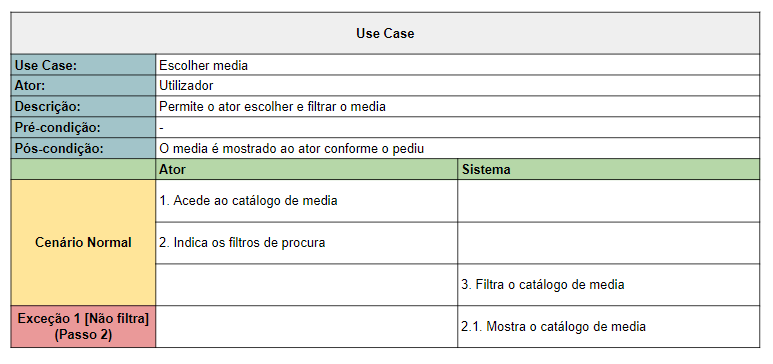 Use Case
Use Case: Escolher media
Ator: Utilizador
Descrição: Permite o ator escolher e filtrar o media
Pré-condição: -
Pós-condição: O media é mostrado ao ator conforme o pediu
Ator Sistema
Cenário Normal
1. Acede ao catálogo de media
2. Indica os filtros de procura
3. Filtra o catálogo de media
Exceção 1 [Não filtra]
(Passo 2)
2.1. Mostra o catálogo de media